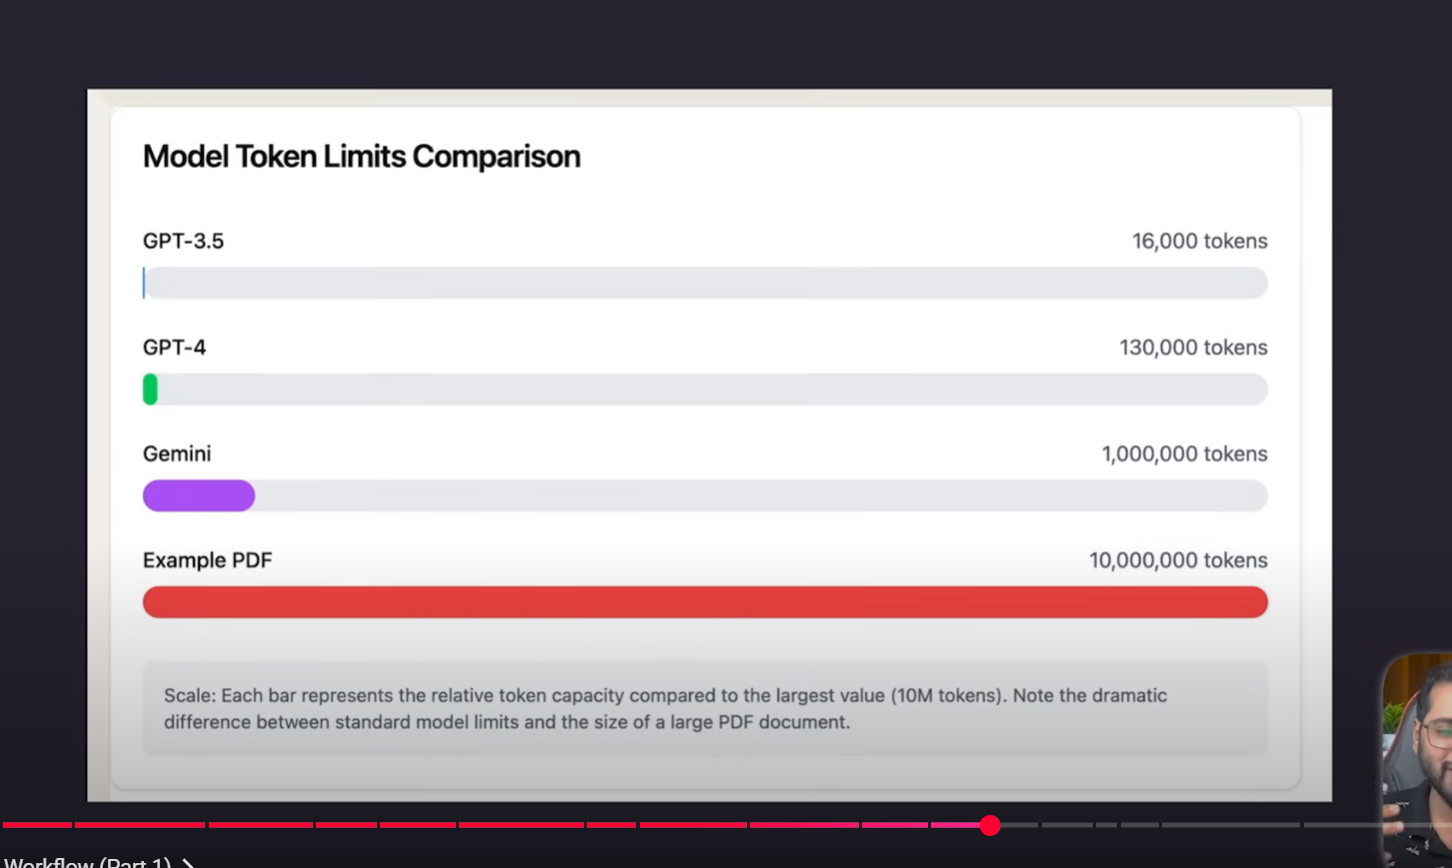 Model Token Limits Comparison
GPT-3.5
16,000 tokens
GPT-4
130,000 tokens
Gemini
1,000,000 tokens
Example PDF
10,000,000 tokens
Scale: Each bar represents the relative token capacity compared to the largest value (10M tokens). Note the dramatic
difference between standard model limits and the size of a large PDF document.
Workflow (Part 1)